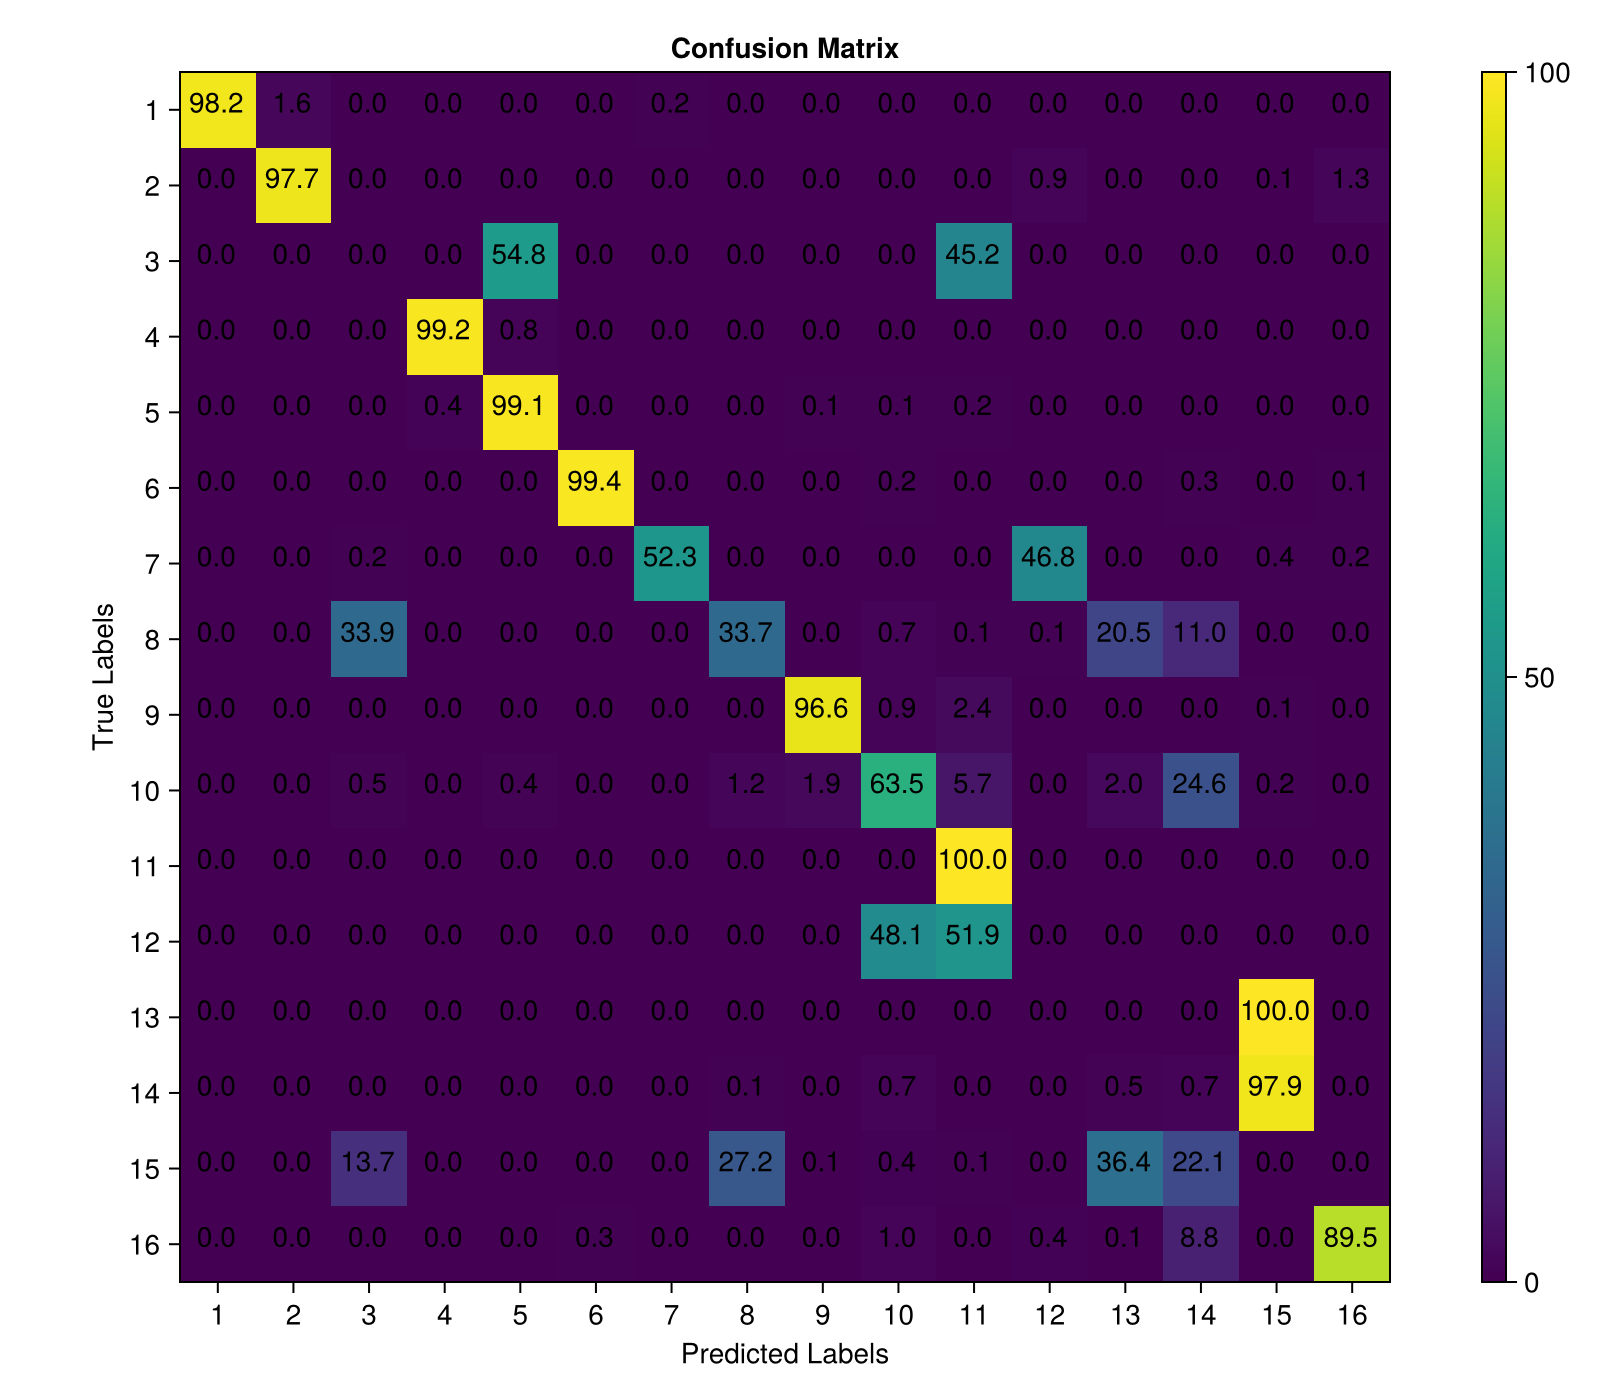 Confusion Matrix
1 98.2 1.6 0.0 0.0 0.0 0.0 0.2 0.0 0.0 0.0 0.0 0.0 0.0 0.0 0.0 0.0
2 0.0 97.7 0.0 0.0 0.0 0.0 0.0 0.0 0.0 0.0 0.0 0.9 0.0 0.0 0.1 1.3
3 0.0 0.0 0.0 0.0 54.8 0.0 0.0 0.0 0.0 0.0 45.2 0.0 0.0 0.0 0.0 0.0
4 0.0 0.0 0.0 99.2 0.8 0.0 0.0 0.0 0.0 0.0 0.0 0.0 0.0 0.0 0.0 0.0
5 0.0 0.0 0.0 0.4 99.1 0.0 0.0 0.0 0.1 0.1 0.2 0.0 0.0 0.0 0.0 0.0
6 0.0 0.0 0.0 0.0 0.0 99.4 0.0 0.0 0.0 0.2 0.0 0.0 0.0 0.3 0.0 0.1
7 0.0 0.0 0.2 0.0 0.0 0.0 52.3 0.0 0.0 0.0 0.0 46.8 0.0 0.0 0.4 0.2
8 0.0 0.0 33.9 0.0 0.0 0.0 0.0 33.7 0.0 0.7 0.1 0.1 20.5 11.0 0.0 0.0
9 0.0 0.0 0.0 0.0 0.0 0.0 0.0 0.0 96.6 0.9 2.4 0.0 0.0 0.0 0.1 0.0
10 0.0 0.0 0.5 0.0 0.4 0.0 0.0 1.2 1.9 63.5 5.7 0.0 2.0 24.6 0.2 0.0
11 0.0 0.0 0.0 0.0 0.0 0.0 0.0 0.0 0.0 0.0 100.0 0.0 0.0 0.0 0.0 0.0
12 0.0 0.0 0.0 0.0 0.0 0.0 0.0 0.0 0.0 48.1 51.9 0.0 0.0 0.0 0.0 0.0
13 0.0 0.0 0.0 0.0 0.0 0.0 0.0 0.0 0.0 0.0 0.0 0.0 0.0 0.0 100.0 0.0
14 0.0 0.0 0.0 0.0 0.0 0.0 0.0 0.1 0.0 0.7 0.0 0.0 0.5 0.7 97.9 0.0
15 0.0 0.0 13.7 0.0 0.0 0.0 0.0 27.2 0.1 0.4 0.1 0.0 36.4 22.1 0.0 0.0
16 0.0 0.0 0.0 0.0 0.0 0.3 0.0 0.0 0.0 1.0 0.0 0.4 0.1 8.8 0.0 89.5
1 2 3 4 5 6 7 8 9 10 11 12 13 14 15 16
Predicted Labels
True Labels
100
50
0